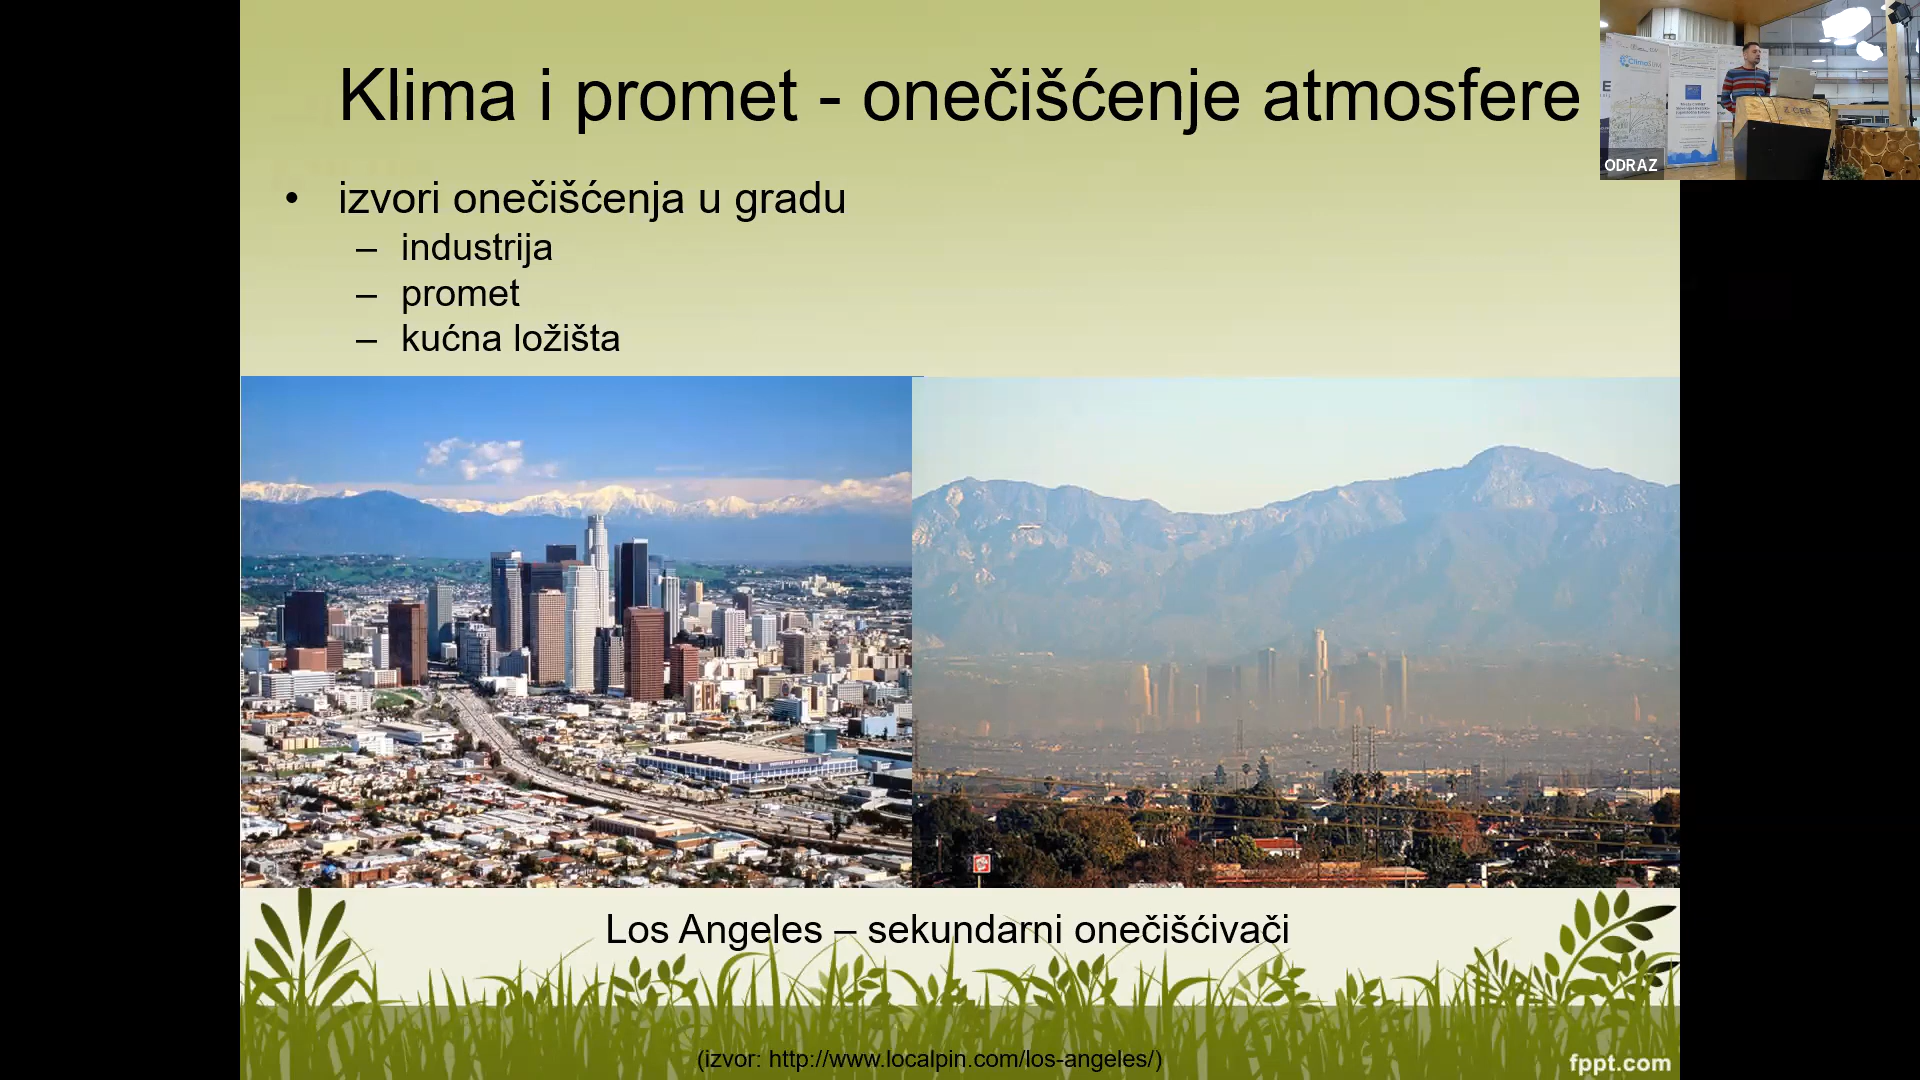 Klima i promet - onečišćenje atmosfere
• izvori onečišćenja u gradu
– industrija
– promet
– kućna ložišta
Los Angeles – sekundarni onečišćivači
(izvor: http://www.localpin.com/los-angeles/)
fppt.com
ODRAZ